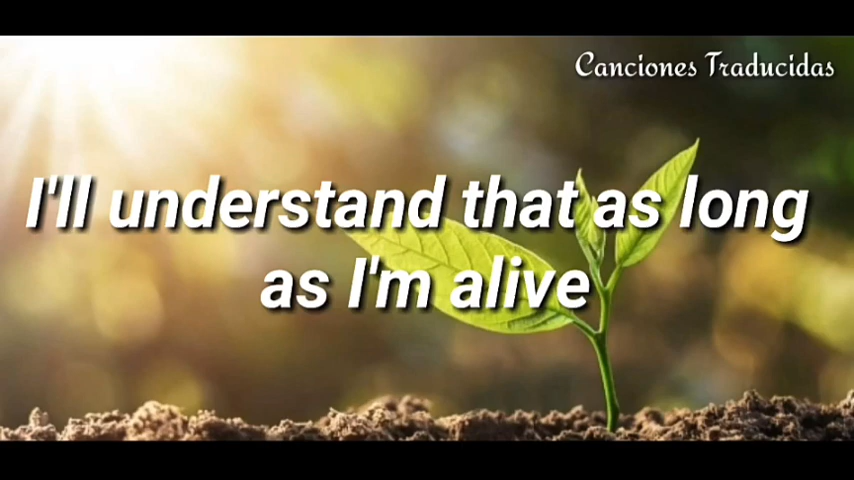 Canciones Traducidas
I'll understand that as long
as I'm alive